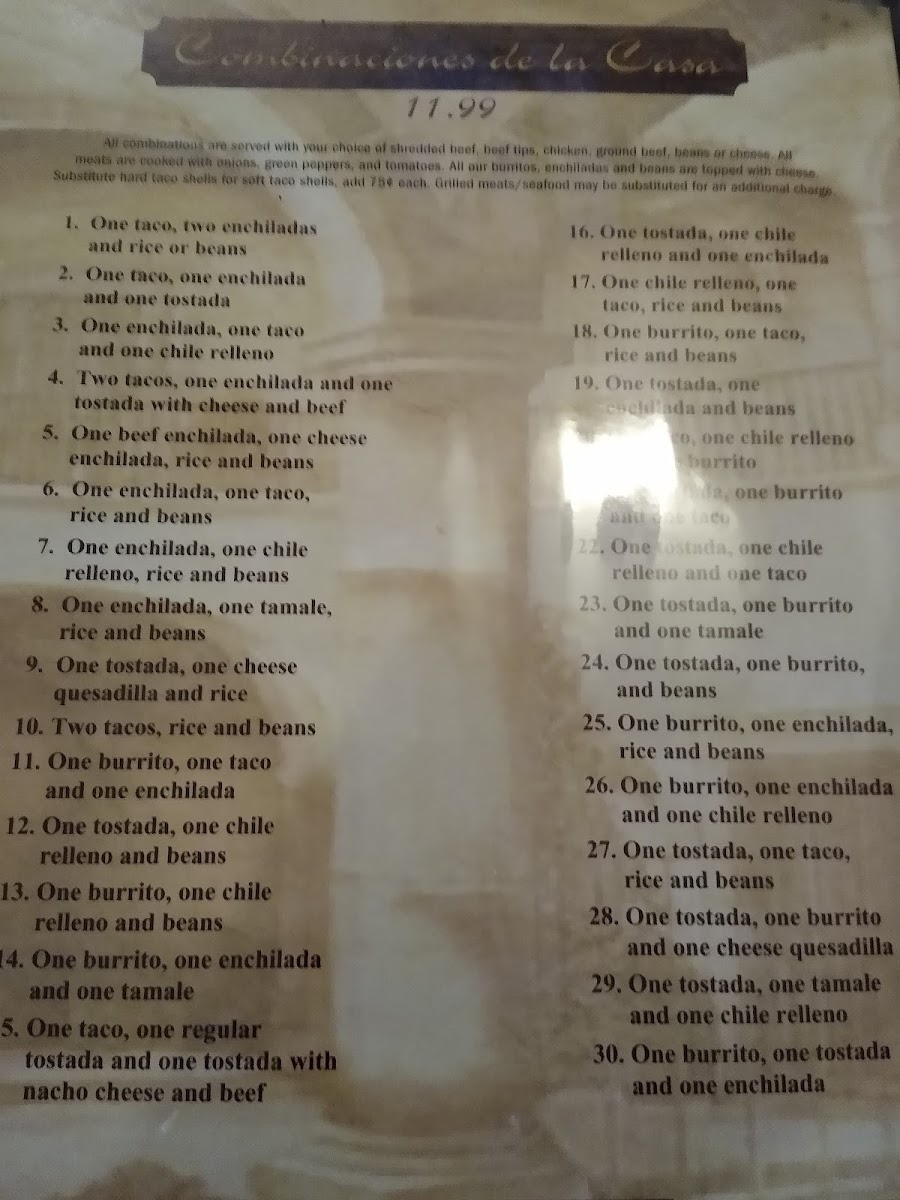 Combinaciones de la Casa
11.99
All combinations are served with your choice of shredded beef, beef tips, chicken, ground beef, beans or cheese. All
meats are cooked with onions, green peppers, and tomatoes. All our burritos, enchiladas and beans are topped with cheese.
Substitute hard taco shells for soft taco shells, add 75¢ each. Grilled meats/seafood may be substituted for an additional charge.
1. One taco, two enchiladas
and rice or beans
2. One taco, one enchilada
and one tostada
3. One enchilada, one taco
and one chile relleno
4. Two tacos, one enchilada and one
tostada with cheese and beef
5. One beef enchilada, one cheese
enchilada, rice and beans
6. One enchilada, one taco,
rice and beans
7. One enchilada, one chile
relleno, rice and beans
8. One enchilada, one tamale,
rice and beans
9. One tostada, one cheese
quesadilla and rice
10. Two tacos, rice and beans
11. One burrito, one taco
and one enchilada
12. One tostada, one chile
relleno and beans
13. One burrito, one chile
relleno and beans
14. One burrito, one enchilada
and one tamale
5. One taco, one regular
tostada and one tostada with
nacho cheese and beef
16. One tostada, one chile
relleno and one enchilada
17. One chile relleno, one
taco, rice and beans
18. One burrito, one taco,
rice and beans
19. One tostada, one
enchilada and beans
one chile relleno
burrito
one burrito
and one taco
22. One tostada, one chile
relleno and one taco
23. One tostada, one burrito
and one tamale
24. One tostada, one burrito,
and beans
25. One burrito, one enchilada,
rice and beans
26. One burrito, one enchilada
and one chile relleno
27. One tostada, one taco,
rice and beans
28. One tostada, one burrito
and one cheese quesadilla
29. One tostada, one tamale
and one chile relleno
30. One burrito, one tostada
and one enchilada